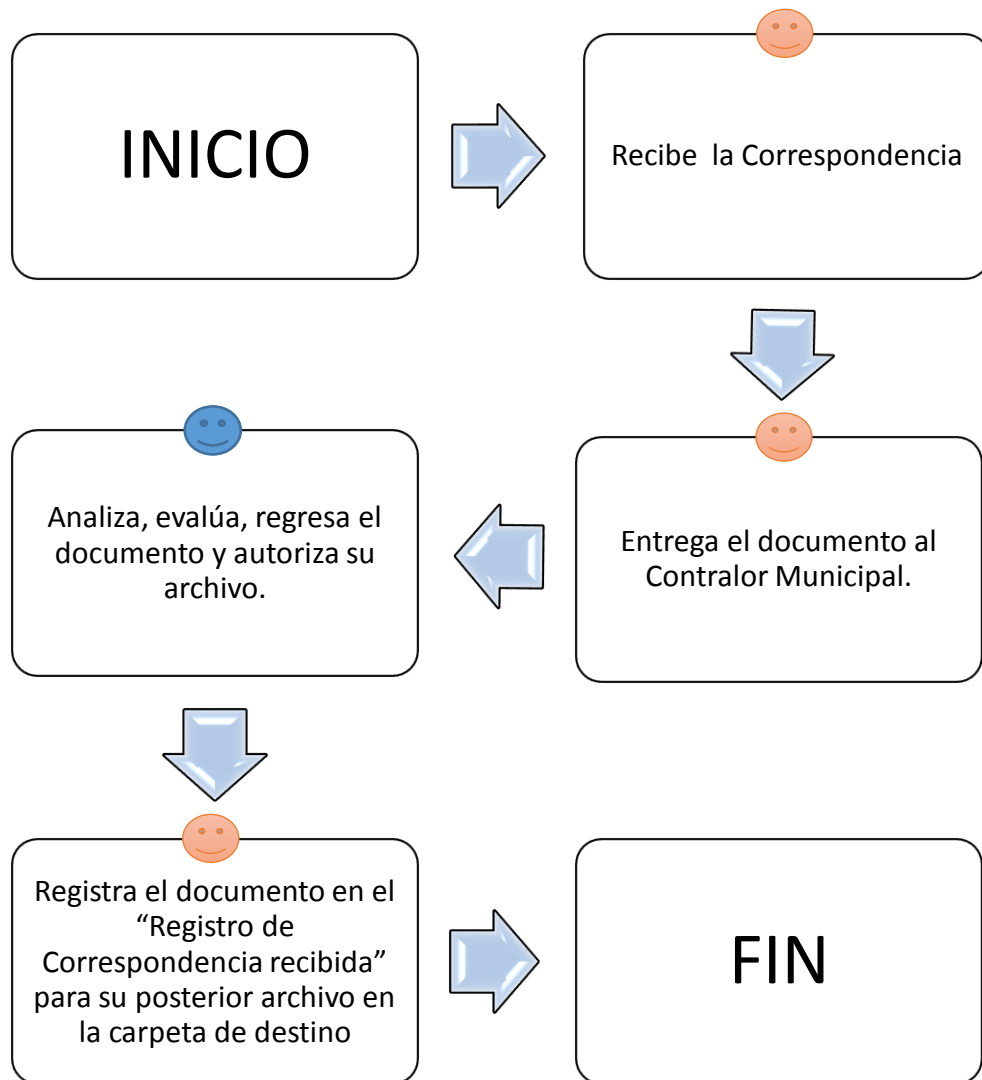 INICIO
Recibe  la Correspondencia
Entrega el documento al
Contralor Municipal.
Analiza, evalúa, regresa el
documento y autoriza su
archivo.
Registra el documento en el
“Registro de
Correspondencia recibida”
para su posterior archivo en
la carpeta de destino
FIN